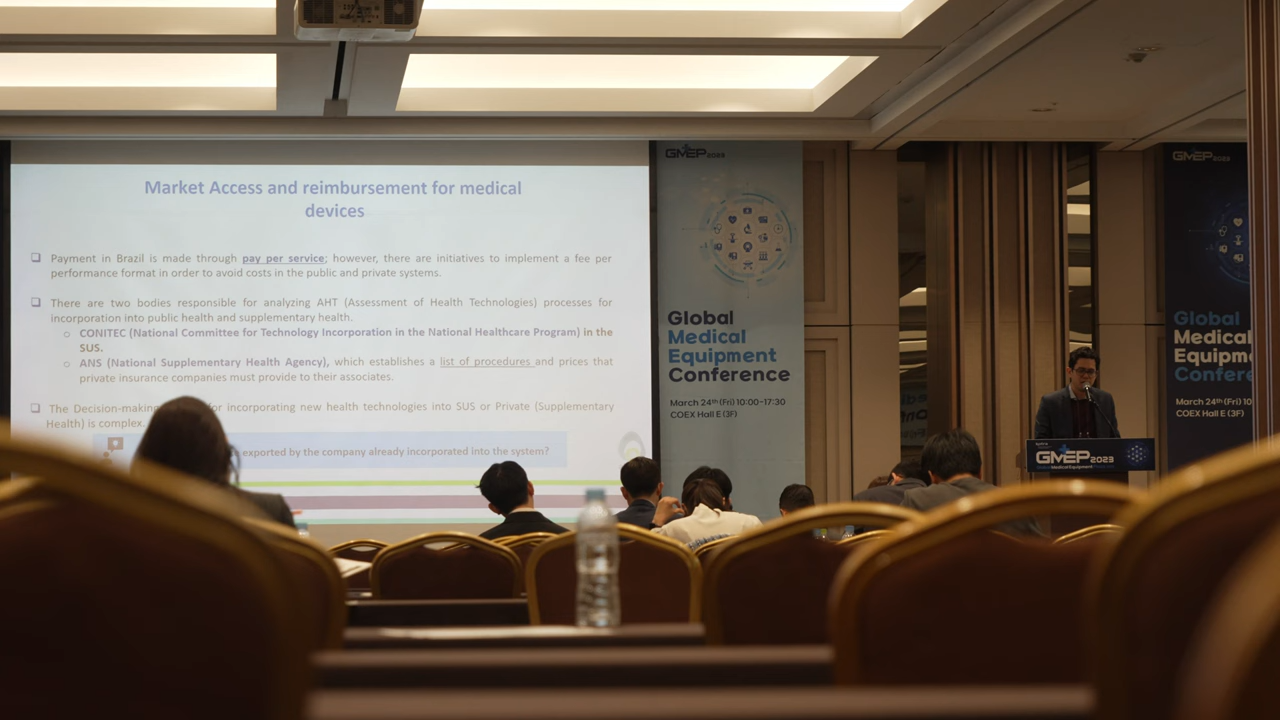 Market Access and reimbursement for medical
devices
Payment in Brazil is made through pay per service; however, there are initiatives to implement a fee per
performance format in order to avoid costs in the public and private systems.
There are two bodies responsible for analyzing AHT (Assessment of Health Technologies) processes for
incorporation into public health and supplementary health.
CONITEC (National Committee for Technology Incorporation in the National Healthcare Program) in the
SUS.
ANS (National Supplementary Health Agency), which establishes a list of procedures and prices that
private insurance companies must provide to their associates.
The Decision-making for incorporating new health technologies into SUS or Private (Supplementary
Health) is complex.
exported by the company already incorporated into the system?
GMEP 2023
Global
Medical
Equipment
Conference
March 24th (Fri) 10:00-17:30
COEX Hall E (3F)
GMEP 2023
Global
Medical
Equipm
Confere
March 24th (Fri) 10
COEX Hall E (3F)
GMEP 2023